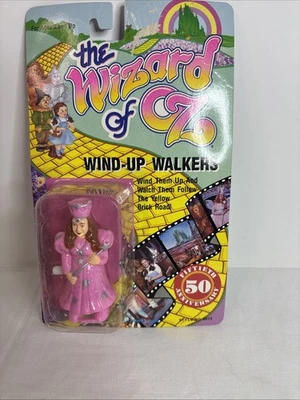 the
Wizard
of OZ
WIND-UP WALKERS
Wind Them Up And
Watch Them Follow
The Yellow
Brick Road!
FIFTIETH
50
ANNIVERSARY